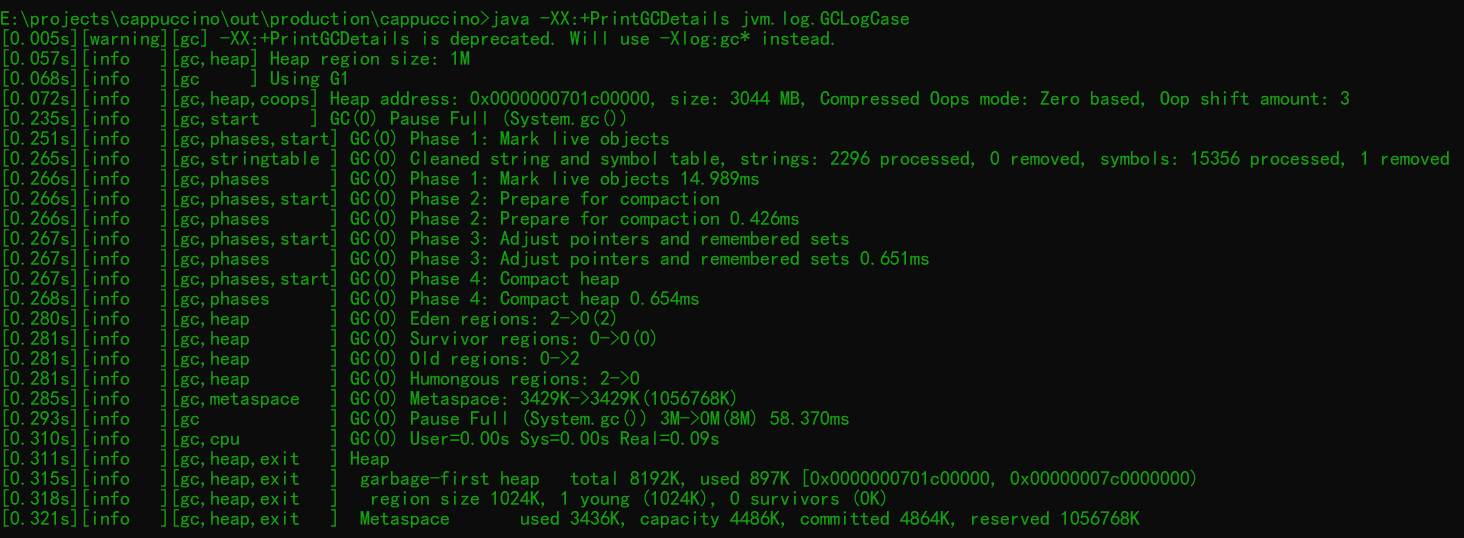 E:\projects\cappuccino\out\production\cappuccino>java -XX:+PrintGCDetails jvm.log.GCLogCase
[0.005s][warning][gc] -XX:+PrintGCDetails is deprecated. Will use -Xlog:gc* instead.
[0.057s][info   ][gc,heap] Heap region size: 1M
[0.068s][info   ][gc     ] Using G1
[0.072s][info   ][gc,heap,coops] Heap address: 0x0000000701c00000, size: 3044 MB, Compressed Oops mode: Zero based, Oop shift amount: 3
[0.235s][info   ][gc,start     ] GC(0) Pause Full (System.gc())
[0.251s][info   ][gc,phases,start] GC(0) Phase 1: Mark live objects
[0.265s][info   ][gc,stringtable ] GC(0) Cleaned string and symbol table, strings: 2296 processed, 0 removed, symbols: 15356 processed, 1 removed
[0.266s][info   ][gc,phases      ] GC(0) Phase 1: Mark live objects 14.989ms
[0.266s][info   ][gc,phases,start] GC(0) Phase 2: Prepare for compaction
[0.266s][info   ][gc,phases      ] GC(0) Phase 2: Prepare for compaction 0.426ms
[0.267s][info   ][gc,phases,start] GC(0) Phase 3: Adjust pointers and remembered sets
[0.267s][info   ][gc,phases      ] GC(0) Phase 3: Adjust pointers and remembered sets 0.651ms
[0.267s][info   ][gc,phases,start] GC(0) Phase 4: Compact heap
[0.268s][info   ][gc,phases      ] GC(0) Phase 4: Compact heap 0.654ms
[0.280s][info   ][gc,heap        ] GC(0) Eden regions: 2->0(2)
[0.281s][info   ][gc,heap        ] GC(0) Survivor regions: 0->0(0)
[0.281s][info   ][gc,heap        ] GC(0) Old regions: 0->2
[0.281s][info   ][gc,heap        ] GC(0) Humongous regions: 2->0
[0.285s][info   ][gc,metaspace   ] GC(0) Metaspace: 3429K->3429K(1056768K)
[0.293s][info   ][gc             ] GC(0) Pause Full (System.gc()) 3M->0M(8M) 58.370ms
[0.310s][info   ][gc,cpu         ] GC(0) User=0.00s Sys=0.00s Real=0.09s
[0.311s][info   ][gc,heap,exit   ] Heap
[0.315s][info   ][gc,heap,exit   ]  garbage-first heap   total 8192K, used 897K [0x0000000701c00000, 0x00000007c0000000)
[0.318s][info   ][gc,heap,exit   ]   region size 1024K, 1 young (1024K), 0 survivors (0K)
[0.321s][info   ][gc,heap,exit   ]  Metaspace       used 3436K, capacity 4486K, committed 4864K, reserved 1056768K